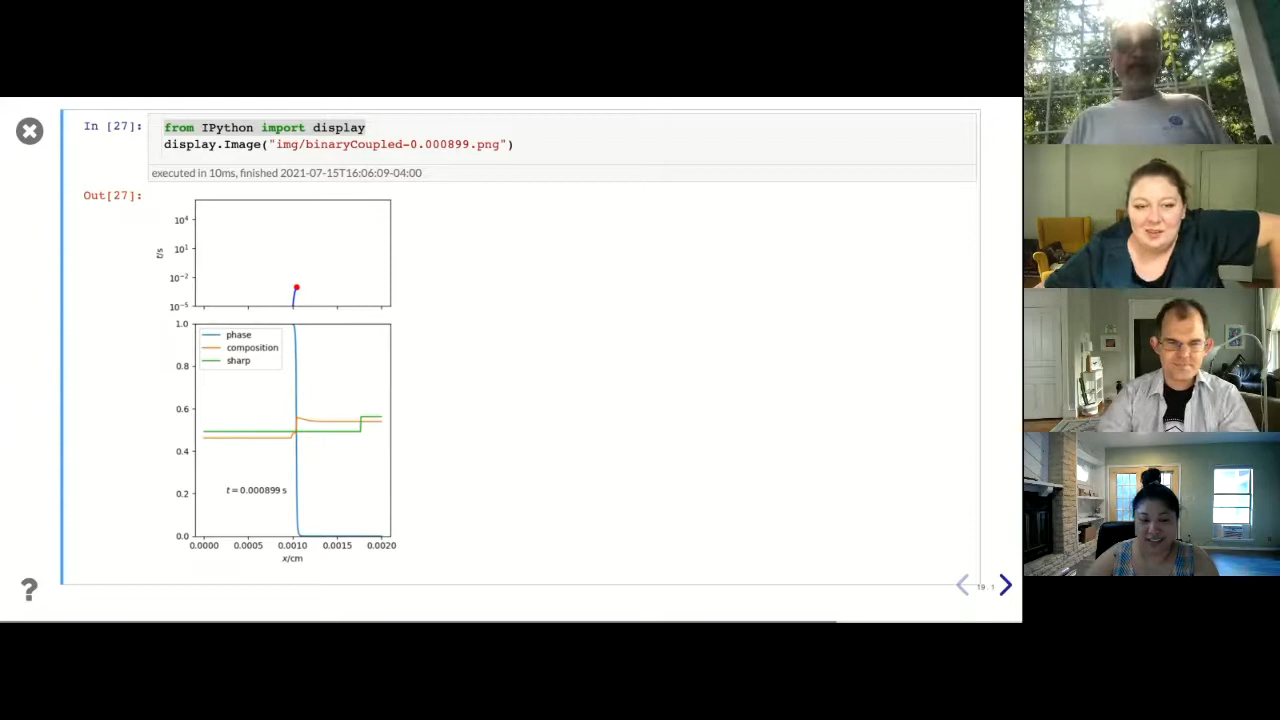 In [27]:
from IPython import display
display.Image("img/binaryCoupled-0.000899.png")
executed in 10ms, finished 2021-07-15T16:06:09-04:00
Out[27]:
10⁴
10¹
10⁻²
10⁻⁵
t/s
1.0
0.8
0.6
0.4
0.2
0.0
phase
composition
sharp
t = 0.000899 s
0.0000 0.0005 0.0010 0.0015 0.0020
x/cm
?
19.1